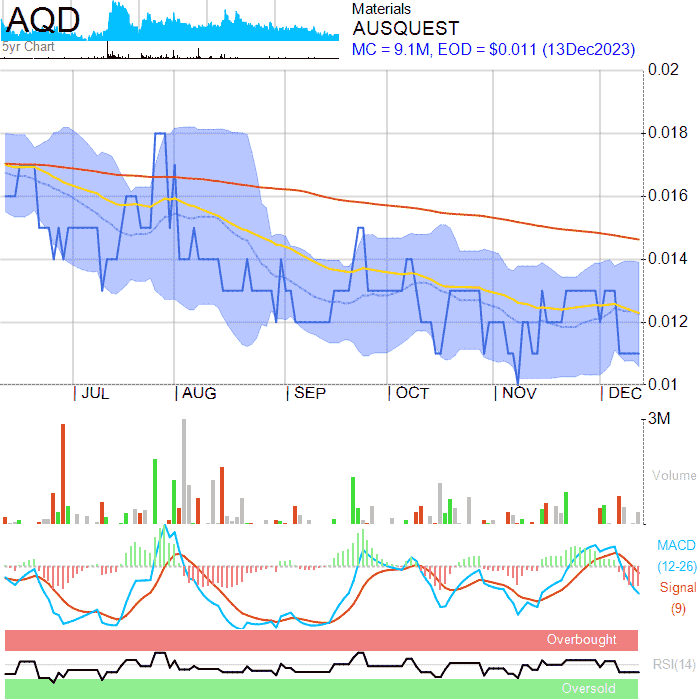 AQD
5yr Chart
Materials
AUSQUEST
MC = 9.1M, EOD = $0.011 (13Dec2023)
0.02
0.018
0.016
0.014
0.012
0.01
JUL AUG SEP OCT NOV DEC
3M
Volume
MACD
(12-26)
Signal
(9)
Overbought
RSI(14)
Oversold